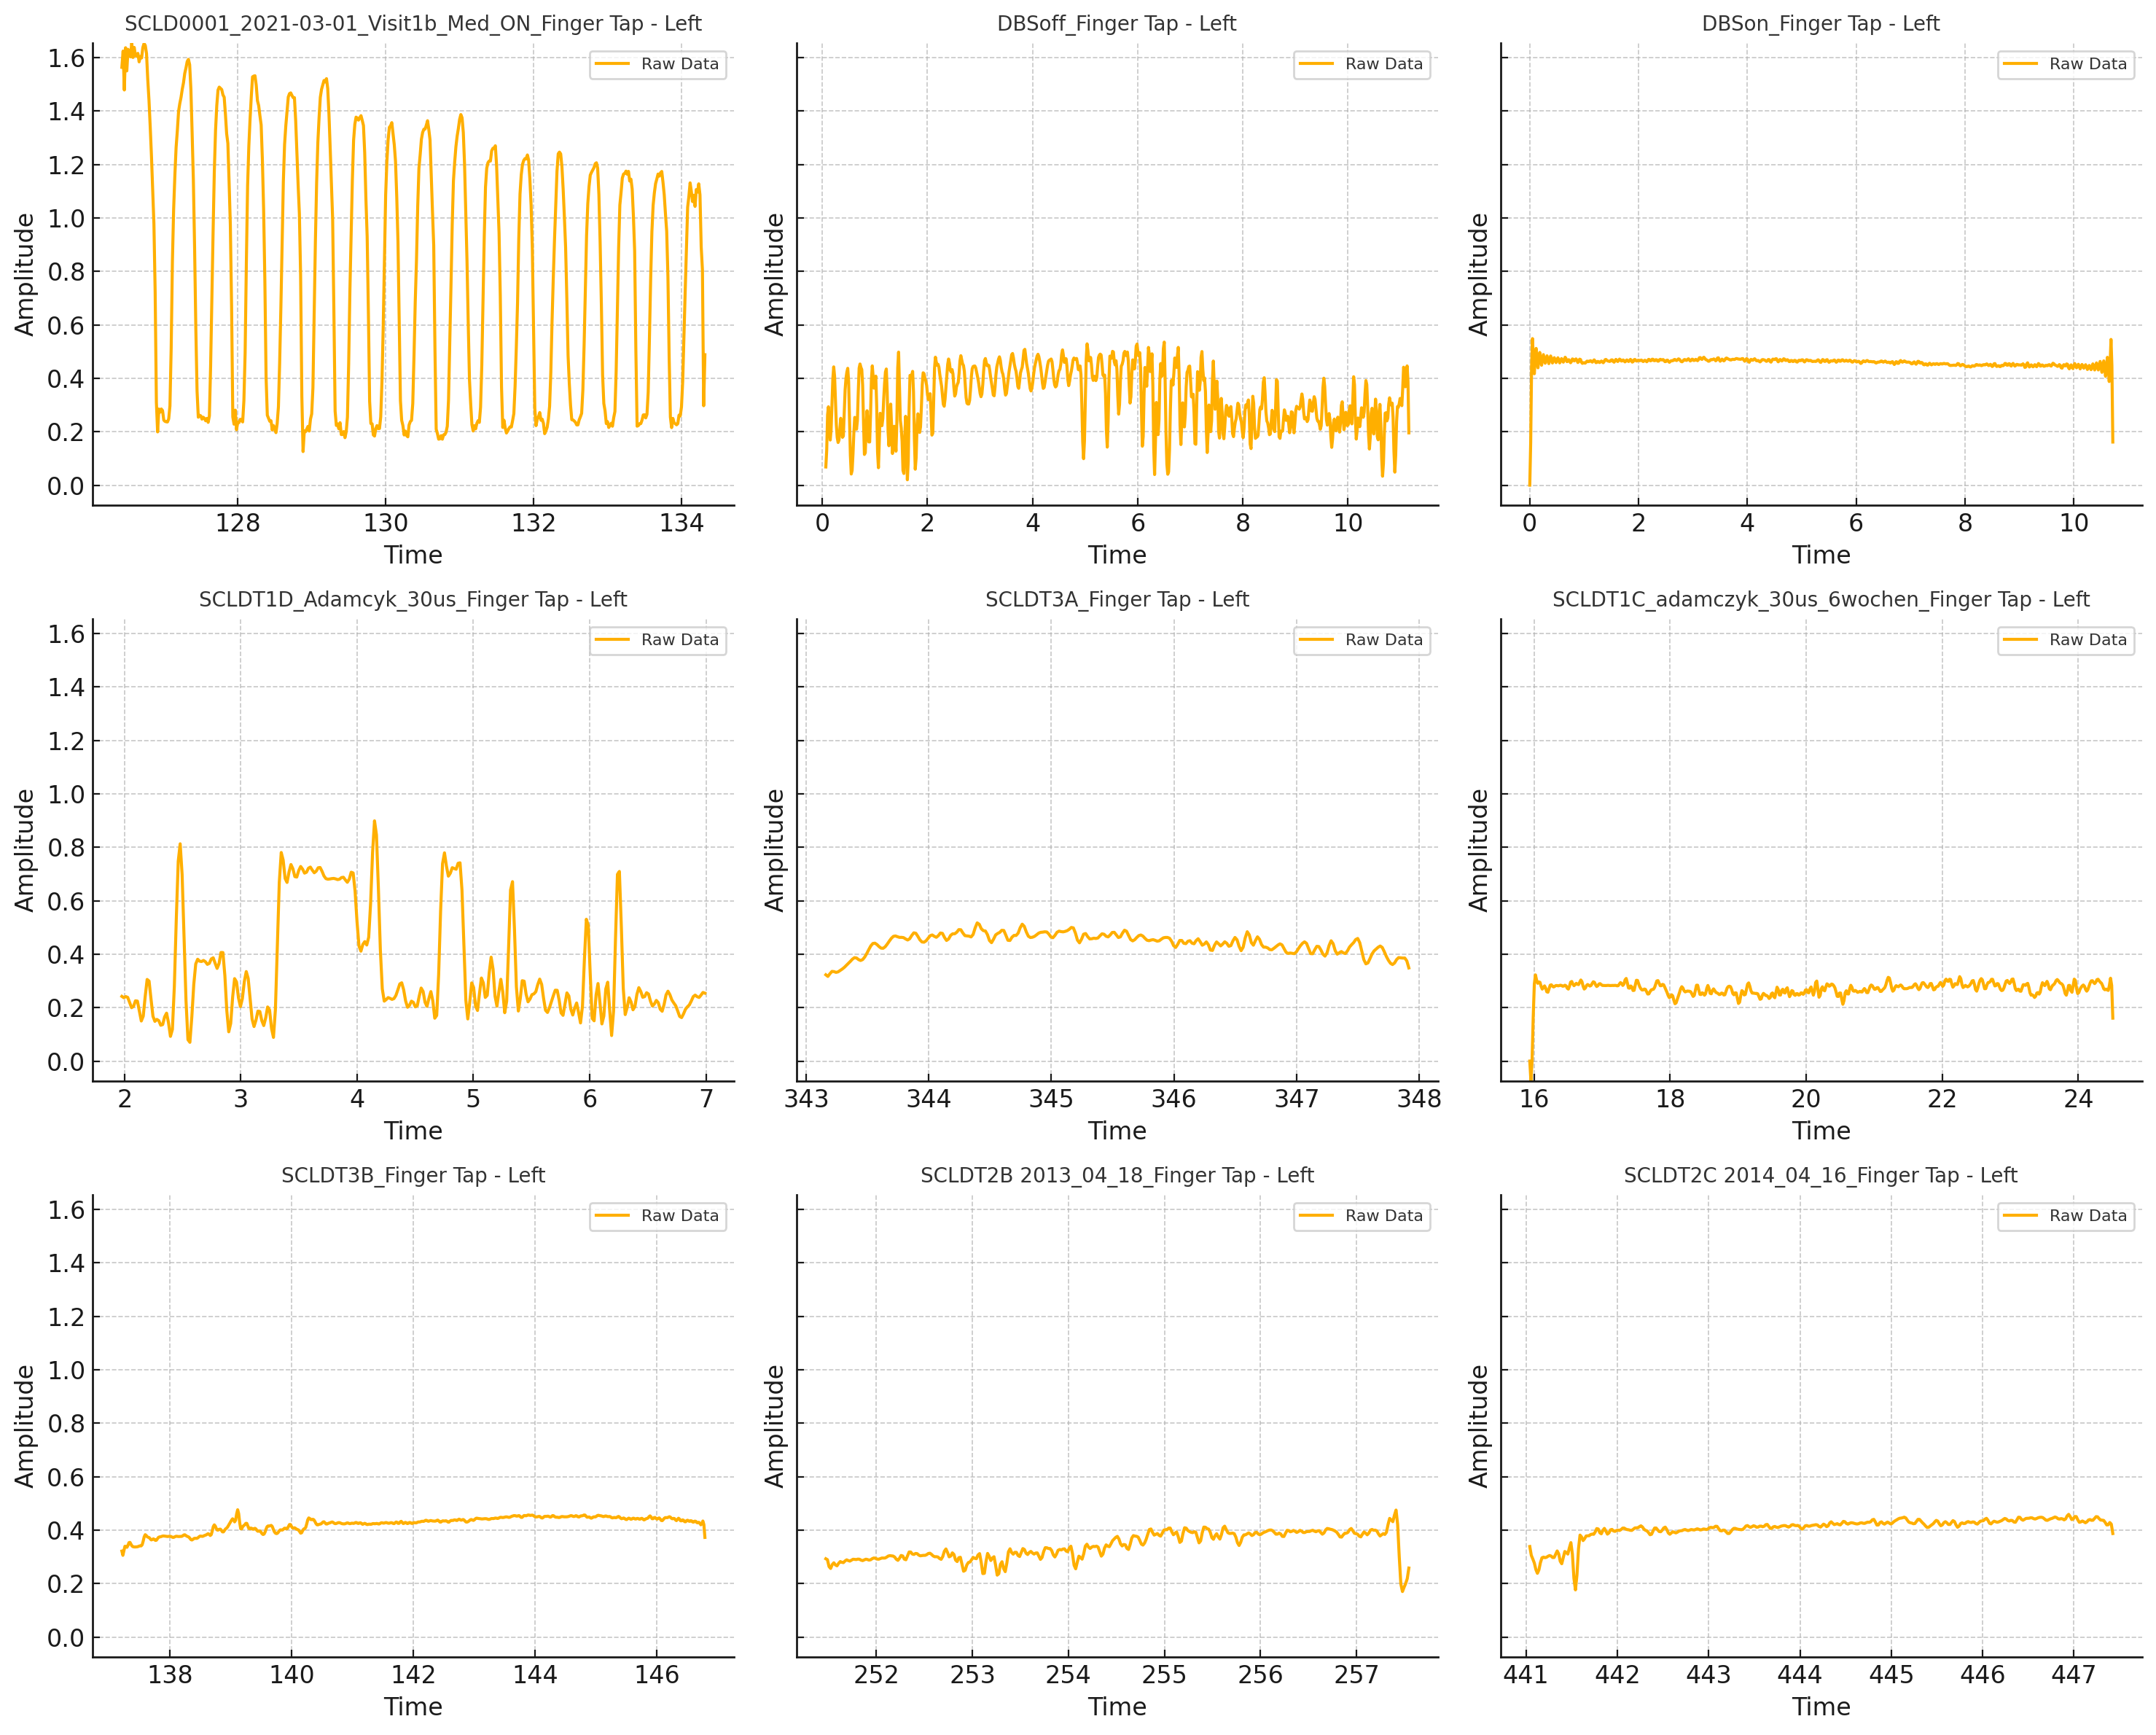 SCLD0001_2021-03-01_Visit1b_Med_ON_Finger Tap - Left
Raw Data
Amplitude
1.6
1.4
1.2
1.0
0.8
0.6
0.4
0.2
0.0
128 130 132 134
Time
DBSoff_Finger Tap - Left
Raw Data
Amplitude
0 2 4 6 8 10
Time
DBSon_Finger Tap - Left
Raw Data
Amplitude
0 2 4 6 8 10
Time
SCLDT1D_Adamcyk_30us_Finger Tap - Left
Raw Data
Amplitude
1.6
1.4
1.2
1.0
0.8
0.6
0.4
0.2
0.0
2 3 4 5 6 7
Time
SCLDT3A_Finger Tap - Left
Raw Data
Amplitude
343 344 345 346 347 348
Time
SCLDT1C_adamczyk_30us_6wochen_Finger Tap - Left
Raw Data
Amplitude
16 18 20 22 24
Time
SCLDT3B_Finger Tap - Left
Raw Data
Amplitude
1.6
1.4
1.2
1.0
0.8
0.6
0.4
0.2
0.0
138 140 142 144 146
Time
SCLDT2B 2013_04_18_Finger Tap - Left
Raw Data
Amplitude
252 253 254 255 256 257
Time
SCLDT2C 2014_04_16_Finger Tap - Left
Raw Data
Amplitude
441 442 443 444 445 446 447
Time